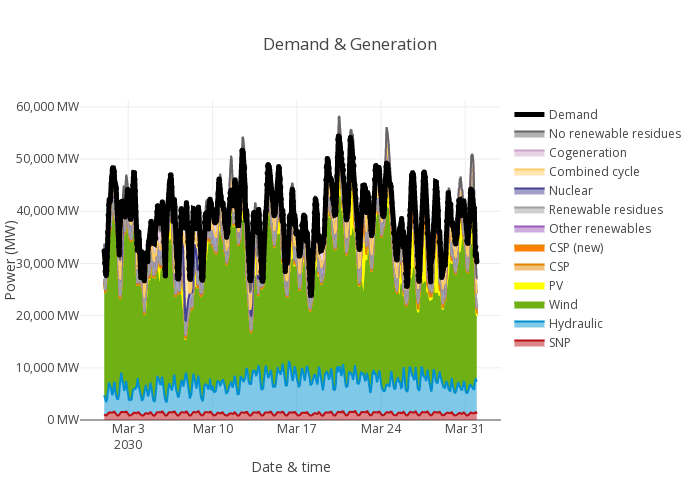 Demand & Generation
60,000 MW
50,000 MW
40,000 MW
30,000 MW
20,000 MW
10,000 MW
0 MW
Power (MW)
Mar 3
2030
Mar 10
Mar 17
Mar 24
Mar 31
Date & time
Demand
No renewable residues
Cogeneration
Combined cycle
Nuclear
Renewable residues
Other renewables
CSP (new)
CSP
PV
Wind
Hydraulic
SNP